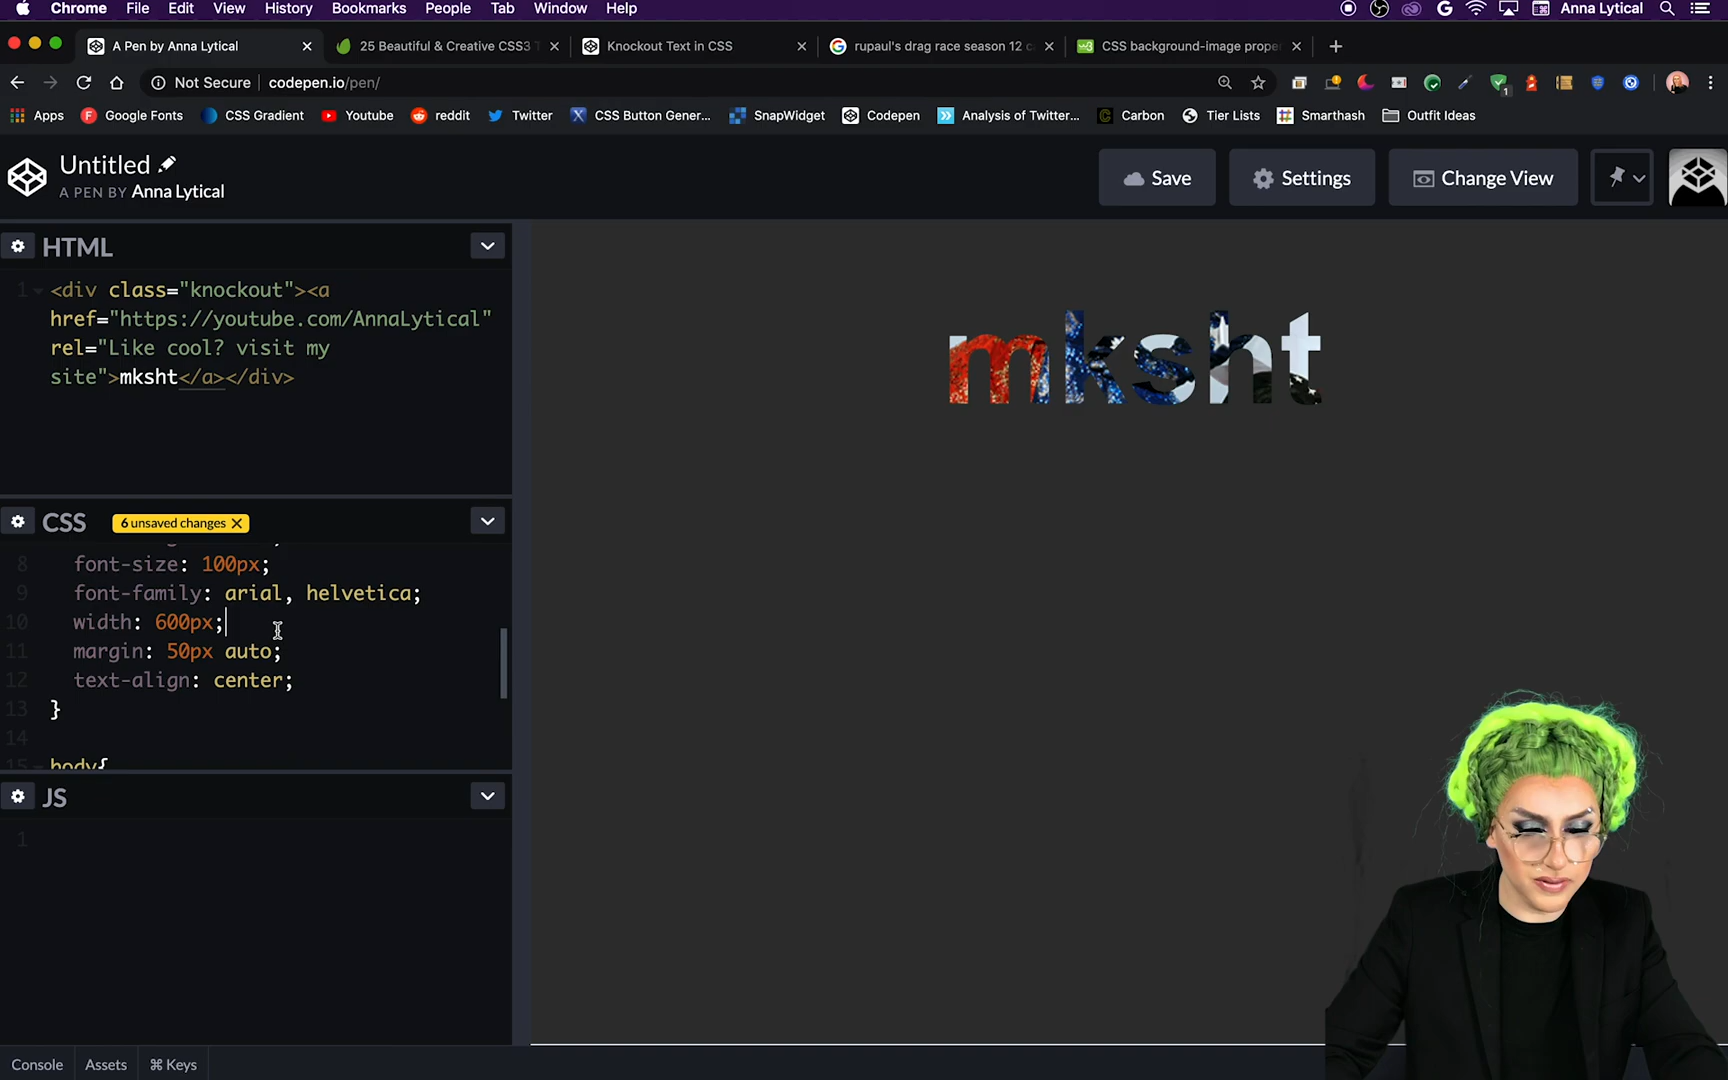 Chrome File Edit View History Bookmarks People Tab Window Help Anna Lytical
A Pen by Anna Lytical 25 Beautiful & Creative CSS3 Knockout Text in CSS rupaul's drag race season 12 c CSS background-image prope
Not Secure codepen.io/pen/
Apps Google Fonts CSS Gradient Youtube reddit Twitter CSS Button Gener... SnapWidget Codepen Analysis of Twitter... Carbon Tier Lists Smarthash Outfit Ideas
Untitled
A PEN BY Anna Lytical
Save Settings Change View
HTML
1 <div class="knockout"><a
href="https://youtube.com/AnnaLytical"
rel="Like cool? visit my
site">mksht</a></div>
mksht
CSS 6 unsaved changes
8 font-size: 100px;
9 font-family: arial, helvetica;
10 width: 600px;
11 margin: 50px auto;
12 text-align: center;
13 }
14
15 body{
JS
1
Console Assets ⌘ Keys